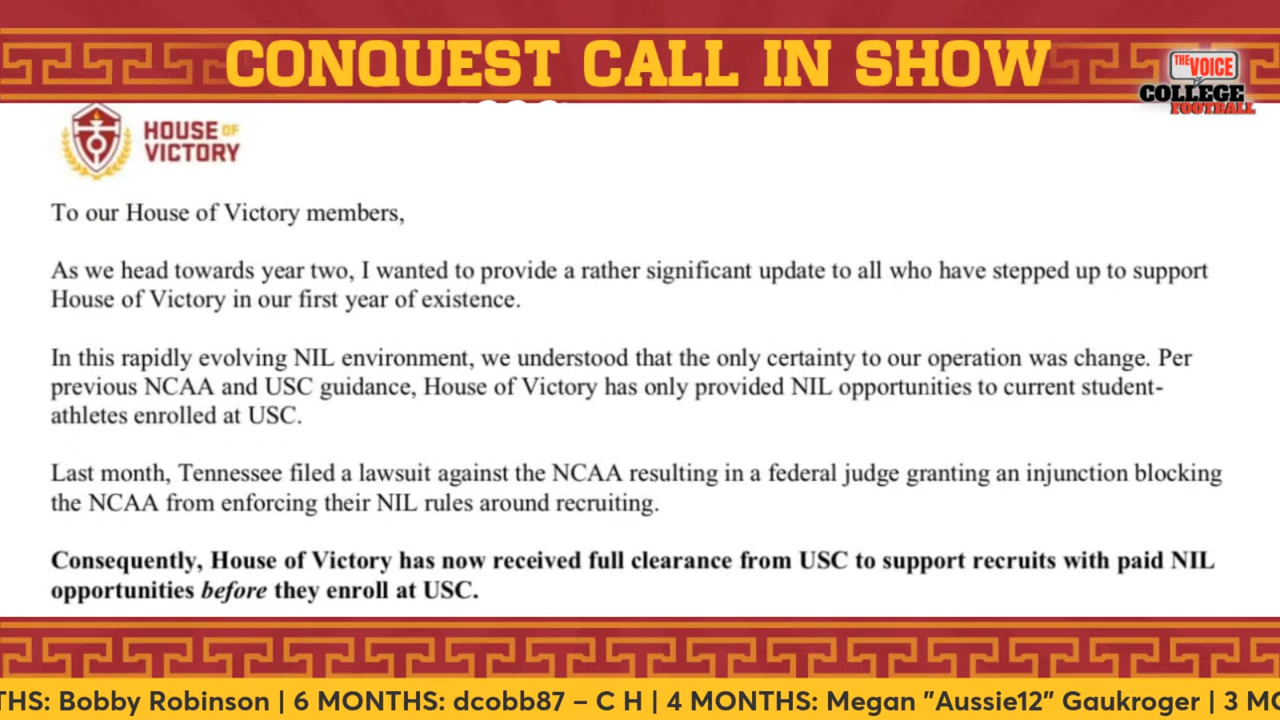 CONQUEST CALL IN SHOW
THE VOICE
OF
COLLEGE
FOOTBALL
HOUSE OF
VICTORY
To our House of Victory members,
As we head towards year two, I wanted to provide a rather significant update to all who have stepped up to support
House of Victory in our first year of existence.
In this rapidly evolving NIL environment, we understood that the only certainty to our operation was change. Per
previous NCAA and USC guidance, House of Victory has only provided NIL opportunities to current student-
athletes enrolled at USC.
Last month, Tennessee filed a lawsuit against the NCAA resulting in a federal judge granting an injunction blocking
the NCAA from enforcing their NIL rules around recruiting.
Consequently, House of Victory has now received full clearance from USC to support recruits with paid NIL
opportunities before they enroll at USC.
THS: Bobby Robinson | 6 MONTHS: dcobb87 – C H | 4 MONTHS: Megan "Aussie12" Gaukroger | 3 MO